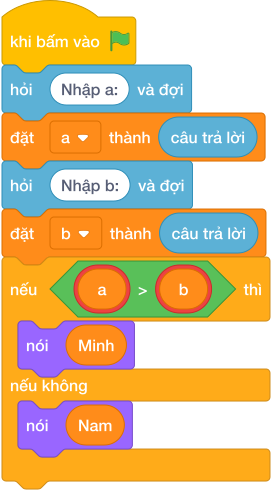 khi bấm vào
hỏi Nhập a: và đợi
đặt a thành câu trả lời
hỏi Nhập b: và đợi
đặt b thành câu trả lời
nếu a > b thì
nói Minh
nếu không
nói Nam